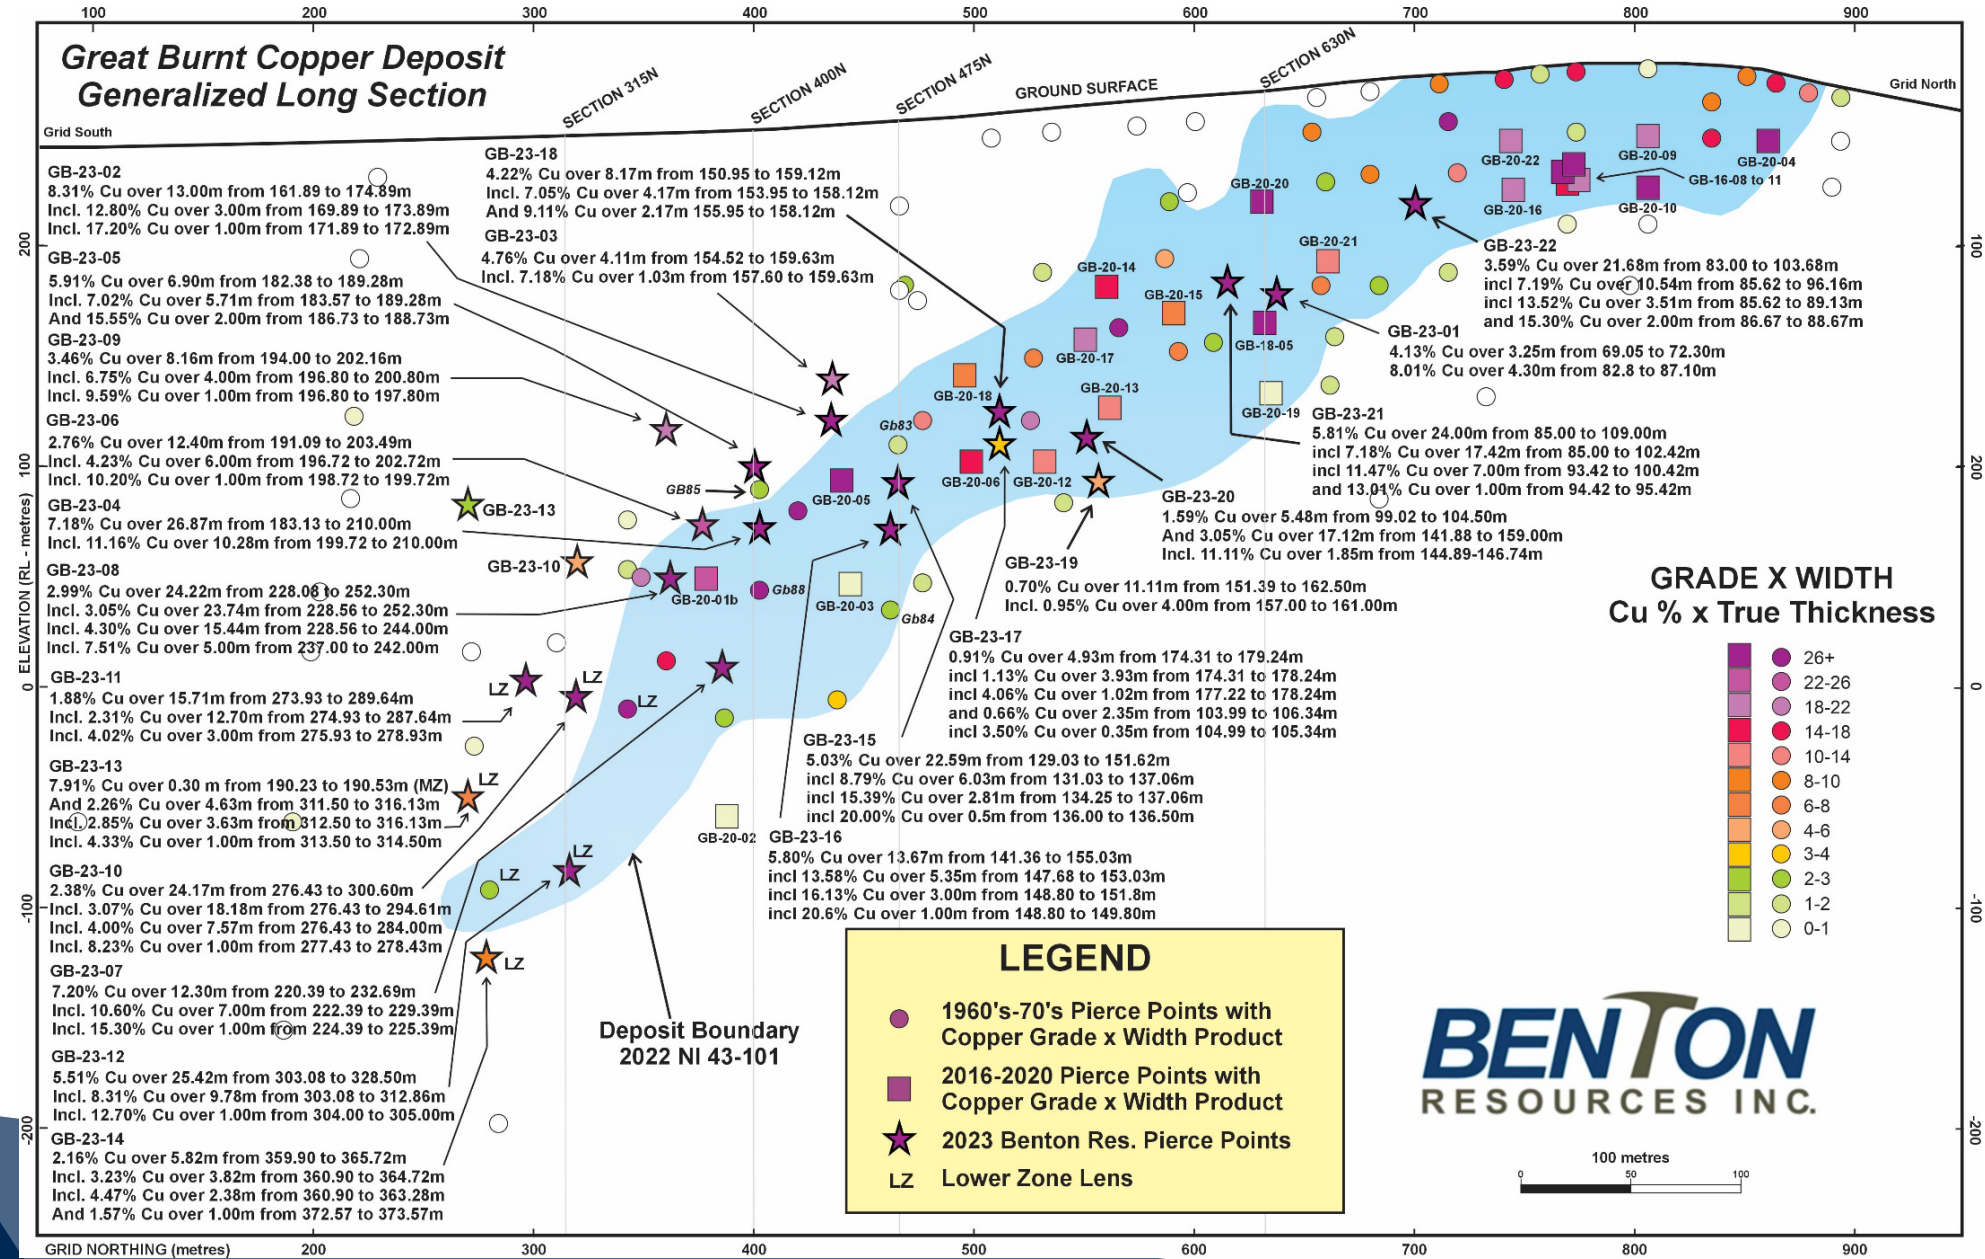 100 200 300 400 500 600 700 800 900
Great Burnt Copper Deposit
Generalized Long Section
SECTION 315N
SECTION 400N
SECTION 475N
GROUND SURFACE
SECTION 630N
Grid North
Grid South
GB-23-02
8.31% Cu over 13.00m from 161.89 to 174.89m
Incl. 12.80% Cu over 3.00m from 169.89 to 173.89m
Incl. 17.20% Cu over 1.00m from 171.89 to 172.89m
GB-23-05
5.91% Cu over 6.90m from 182.38 to 189.28m
Incl. 7.02% Cu over 5.71m from 183.57 to 189.28m
And 15.55% Cu over 2.00m from 186.73 to 188.73m
GB-23-09
3.46% Cu over 8.16m from 194.00 to 202.16m
Incl. 6.75% Cu over 4.00m from 196.80 to 200.80m
Incl. 9.59% Cu over 1.00m from 196.80 to 197.80m
GB-23-06
2.76% Cu over 12.40m from 191.09 to 203.49m
Incl. 4.23% Cu over 6.00m from 196.72 to 202.72m
Incl. 10.20% Cu over 1.00m from 198.72 to 199.72m
GB-23-04
7.18% Cu over 26.87m from 183.13 to 210.00m
Incl. 11.16% Cu over 10.28m from 199.72 to 210.00m
GB-23-08
2.99% Cu over 24.22m from 228.08 to 252.30m
Incl. 3.05% Cu over 23.74m from 228.56 to 252.30m
Incl. 4.30% Cu over 15.44m from 228.56 to 244.00m
Incl. 7.51% Cu over 5.00m from 237.00 to 242.00m
GB-23-11
1.88% Cu over 15.71m from 273.93 to 289.64m
Incl. 2.31% Cu over 12.70m from 274.93 to 287.64m
Incl. 4.02% Cu over 3.00m from 275.93 to 278.93m
GB-23-13
7.91% Cu over 0.30 m from 190.23 to 190.53m (MZ)
And 2.26% Cu over 4.63m from 311.50 to 316.13m
Incl. 2.85% Cu over 3.63m from 312.50 to 316.13m
Incl. 4.33% Cu over 1.00m from 313.50 to 314.50m
GB-23-10
2.38% Cu over 24.17m from 276.43 to 300.60m
Incl. 3.07% Cu over 18.18m from 276.43 to 294.61m
Incl. 4.00% Cu over 7.57m from 276.43 to 284.00m
Incl. 8.23% Cu over 1.00m from 277.43 to 278.43m
GB-23-07
7.20% Cu over 12.30m from 220.39 to 232.69m
Incl. 10.60% Cu over 7.00m from 222.39 to 229.39m
Incl. 15.30% Cu over 1.00m from 224.39 to 225.39m
GB-23-12
5.51% Cu over 25.42m from 303.08 to 328.50m
Incl. 8.31% Cu over 9.78m from 303.08 to 312.86m
Incl. 12.70% Cu over 1.00m from 304.00 to 305.00m
GB-23-14
2.16% Cu over 5.82m from 359.90 to 365.72m
Incl. 3.23% Cu over 3.82m from 360.90 to 364.72m
Incl. 4.47% Cu over 2.38m from 360.90 to 363.28m
And 1.57% Cu over 1.00m from 372.57 to 373.57m
GB-23-18
4.22% Cu over 8.17m from 150.95 to 159.12m
Incl. 7.05% Cu over 4.17m from 153.95 to 158.12m
And 9.11% Cu over 2.17m 155.95 to 158.12m
GB-23-03
4.76% Cu over 4.11m from 154.52 to 159.63m
Incl. 7.18% Cu over 1.03m from 157.60 to 159.63m
GB-20-22
GB-20-09
GB-20-04
GB-16-08 to 11
GB-20-16
GB-20-10
GB-20-20
GB-20-21
GB-20-14
GB-20-15
GB-20-17
GB-18-05
GB-20-18
GB-20-13
GB-20-19
Gb83
GB85
GB-20-05
GB-20-06
GB-20-12
GB-23-13
GB-23-10
GB-20-01b
Gb88
GB-20-03
Gb84
LZ
LZ
LZ
LZ
LZ
LZ
LZ
GB-20-02
GB-23-22
3.59% Cu over 21.68m from 83.00 to 103.68m
incl 7.19% Cu over 10.54m from 85.62 to 96.16m
incl 13.52% Cu over 3.51m from 85.62 to 89.13m
and 15.30% Cu over 2.00m from 86.67 to 88.67m
GB-23-01
4.13% Cu over 3.25m from 69.05 to 72.30m
8.01% Cu over 4.30m from 82.8 to 87.10m
GB-23-21
5.81% Cu over 24.00m from 85.00 to 109.00m
incl 7.18% Cu over 17.42m from 85.00 to 102.42m
incl 11.47% Cu over 7.00m from 93.42 to 100.42m
and 13.01% Cu over 1.00m from 94.42 to 95.42m
GB-23-20
1.59% Cu over 5.48m from 99.02 to 104.50m
And 3.05% Cu over 17.12m from 141.88 to 159.00m
Incl. 11.11% Cu over 1.85m from 144.89-146.74m
GB-23-19
0.70% Cu over 11.11m from 151.39 to 162.50m
Incl. 0.95% Cu over 4.00m from 157.00 to 161.00m
GB-23-17
0.91% Cu over 4.93m from 174.31 to 179.24m
incl 1.13% Cu over 3.93m from 174.31 to 178.24m
incl 4.06% Cu over 1.02m from 177.22 to 178.24m
and 0.66% Cu over 2.35m from 103.99 to 106.34m
incl 3.50% Cu over 0.35m from 104.99 to 105.34m
GB-23-15
5.03% Cu over 22.59m from 129.03 to 151.62m
incl 8.79% Cu over 6.03m from 131.03 to 137.06m
incl 15.39% Cu over 2.81m from 134.25 to 137.06m
incl 20.00% Cu over 0.5m from 136.00 to 136.50m
GB-23-16
5.80% Cu over 13.67m from 141.36 to 155.03m
incl 13.58% Cu over 5.35m from 147.68 to 153.03m
incl 16.13% Cu over 3.00m from 148.80 to 151.8m
incl 20.6% Cu over 1.00m from 148.80 to 149.80m
Deposit Boundary
2022 NI 43-101
GRADE X WIDTH
Cu % x True Thickness
26+
22-26
18-22
14-18
10-14
8-10
6-8
4-6
3-4
2-3
1-2
0-1
LEGEND
1960's-70's Pierce Points with
Copper Grade x Width Product
2016-2020 Pierce Points with
Copper Grade x Width Product
2023 Benton Res. Pierce Points
LZ Lower Zone Lens
BENTON
RESOURCES INC.
100 metres
0 50 100
ELEVATION (RL - metres)
200
100
0
-100
-200
100
200
0
-100
-200
GRID NORTHING (metres) 200 300 400 500 600 700 800 900